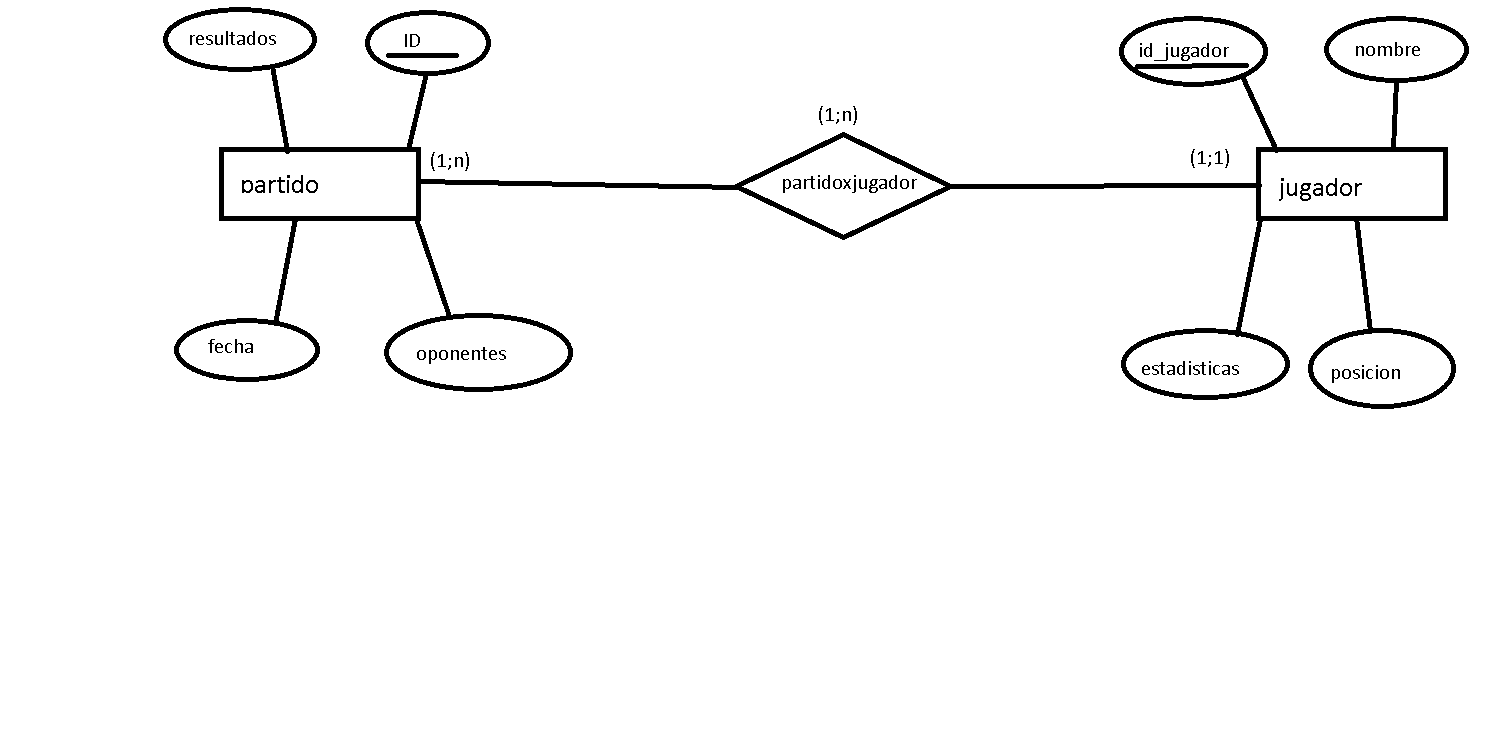 resultados
ID
id_jugador
nombre
(1;n)
(1;n)
(1;1)
partido
partidoxjugador
jugador
fecha
oponentes
estadisticas
posicion